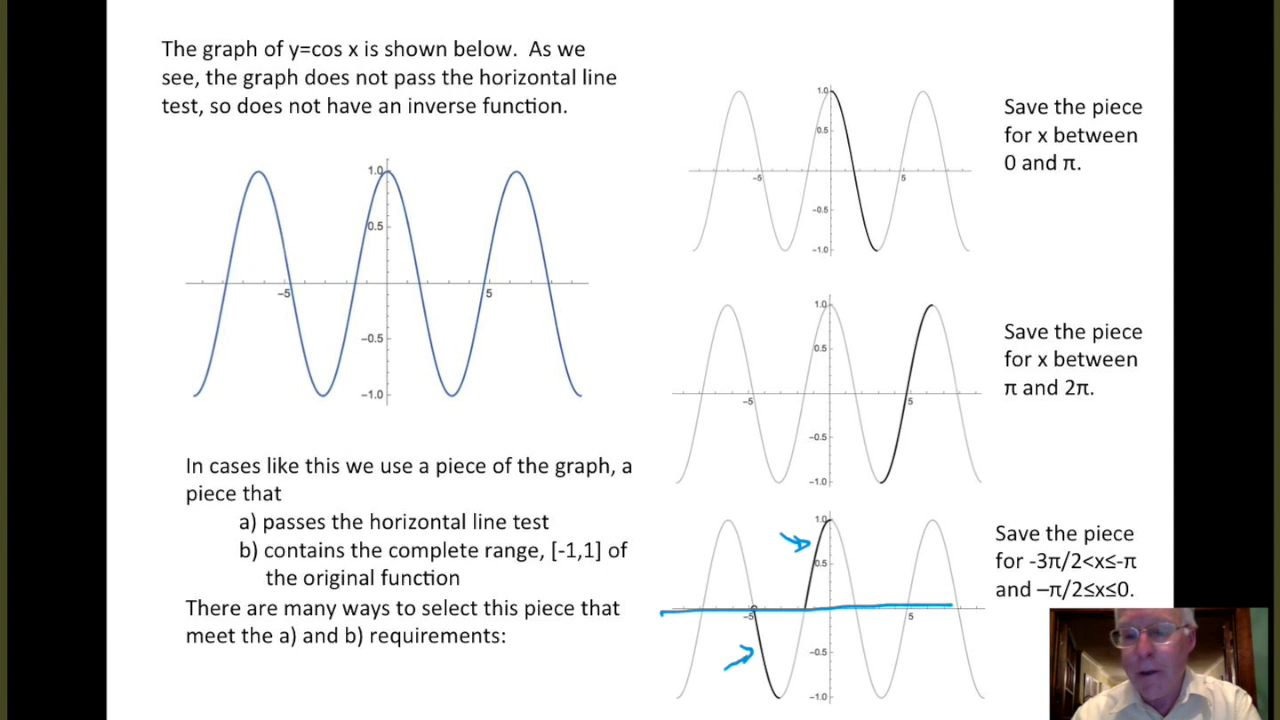 The graph of y=cos x is shown below. As we
see, the graph does not pass the horizontal line
test, so does not have an inverse function.
1.0
0.5
−5
5
−0.5
−1.0
In cases like this we use a piece of the graph, a
piece that
a) passes the horizontal line test
b) contains the complete range, [-1,1] of
the original function
There are many ways to select this piece that
meet the a) and b) requirements:
1.0
0.5
−5
5
−0.5
−1.0
Save the piece
for x between
0 and π.
1.0
0.5
−5
5
−0.5
−1.0
Save the piece
for x between
π and 2π.
1.0
0.5
−5
5
−0.5
−1.0
Save the piece
for -3π/2<x≤-π
and –π/2≤x≤0.